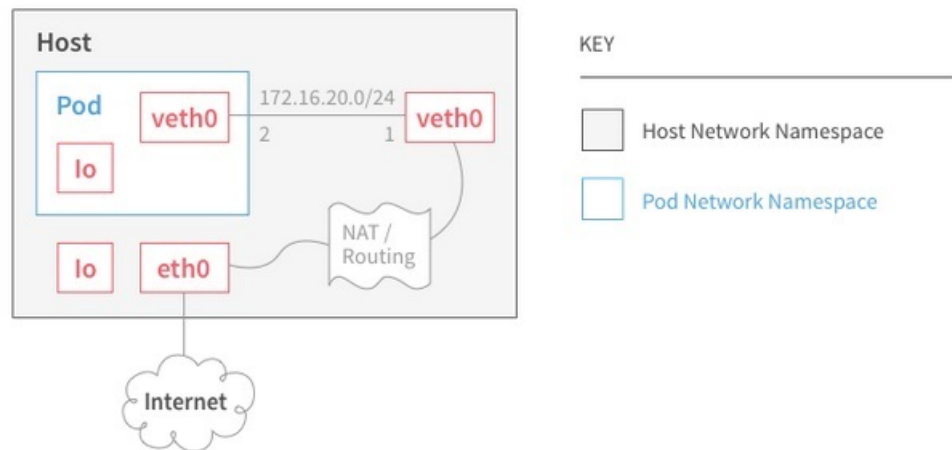 Host
Pod
veth0
172.16.20.0/24
2
1
veth0
lo
NAT /
Routing
lo
eth0
Internet
KEY
Host Network Namespace
Pod Network Namespace